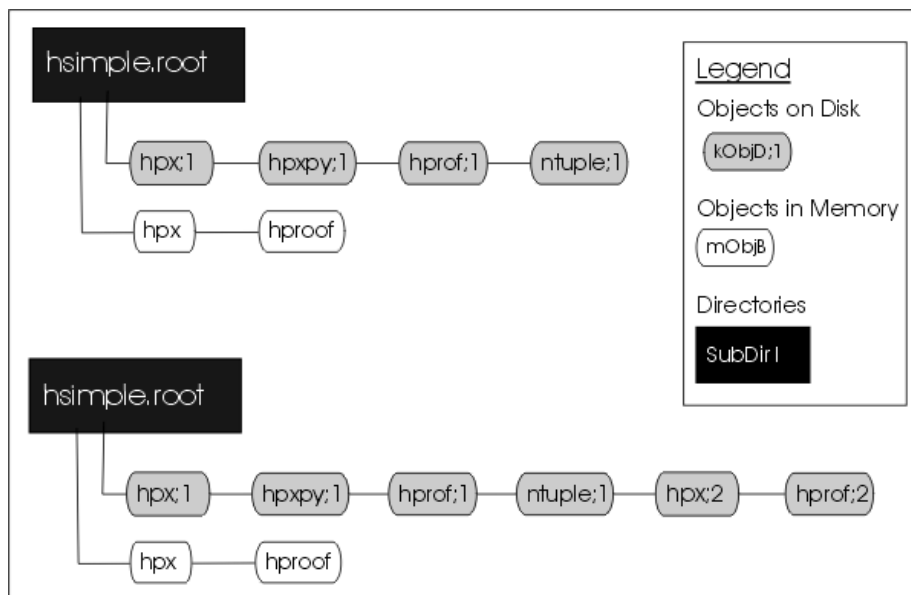 hsimple.root
hpx;1 hpxpy;1 hprof;1 ntuple;1
hpx hproof
Legend
Objects on Disk
kObjD;1
Objects in Memory
mObjB
Directories
SubDir1
hsimple.root
hpx;1 hpxpy;1 hprof;1 ntuple;1 hpx;2 hprof;2
hpx hproof